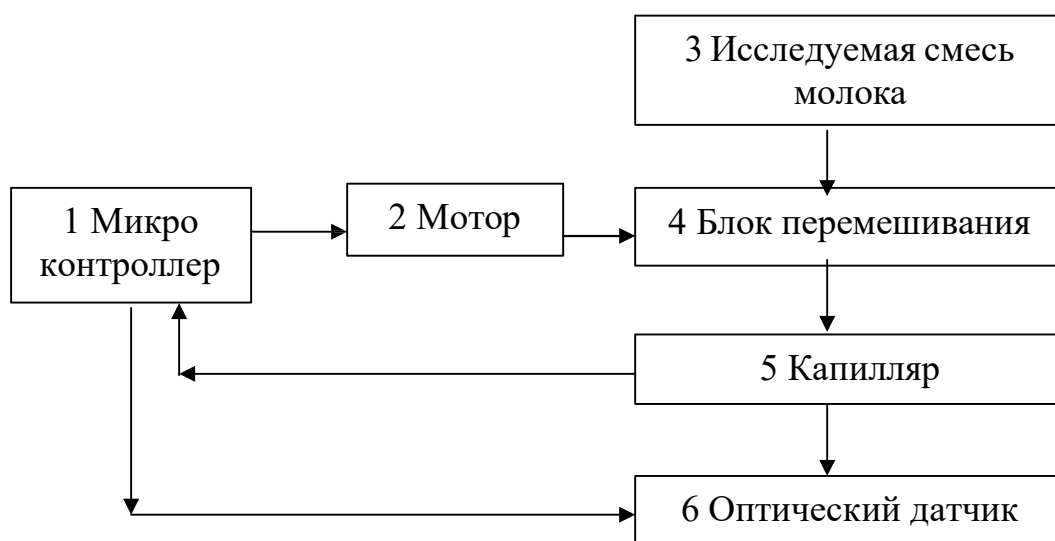 3 Исследуемая смесь
молока
1 Микро
контроллер
2 Мотор
4 Блок перемешивания
5 Капилляр
6 Оптический датчик